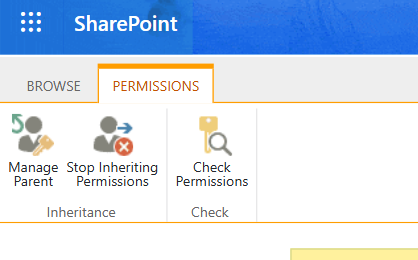 SharePoint
BROWSE PERMISSIONS
Manage Parent
Stop Inheriting Permissions
Check Permissions
Inheritance
Check